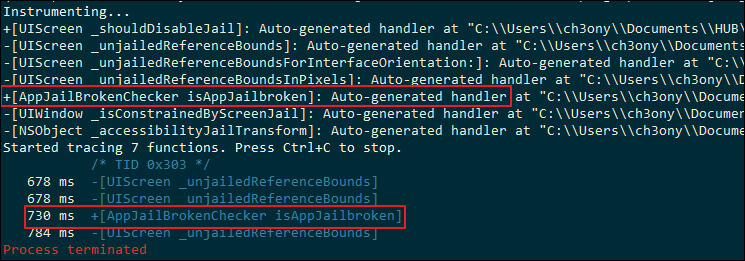 Instrumenting...
+[UIScreen _shouldDisableJail]: Auto-generated handler at "C:\\Users\\ch3ony\\Documents\\HUB\
-[UIScreen _unjailedReferenceBounds]: Auto-generated handler at "C:\\Users\\ch3ony\\Documents
-[UIScreen _unjailedReferenceBoundsForInterfaceOrientation:]: Auto-generated handler at "C:\\
-[UIScreen _unjailedReferenceBoundsInPixels]: Auto-generated handler at "C:\\Users\\ch3ony\\D
+[AppJailBrokenChecker isAppJailbroken]: Auto-generated handler at "C:\\Users\\ch3ony\\Docume
-[UIWindow _isConstrainedByScreenJail]: Auto-generated handler at "C:\\Users\\ch3ony\\Documen
-[NSObject _accessibilityJailTransform]: Auto-generated handler at "C:\\Users\\ch3ony\\Docume
Started tracing 7 functions. Press Ctrl+C to stop.
/* TID 0x303 */
678 ms -[UIScreen _unjailedReferenceBounds]
678 ms -[UIScreen _unjailedReferenceBounds]
730 ms +[AppJailBrokenChecker isAppJailbroken]
784 ms -[UIScreen _unjailedReferenceBounds]
Process terminated